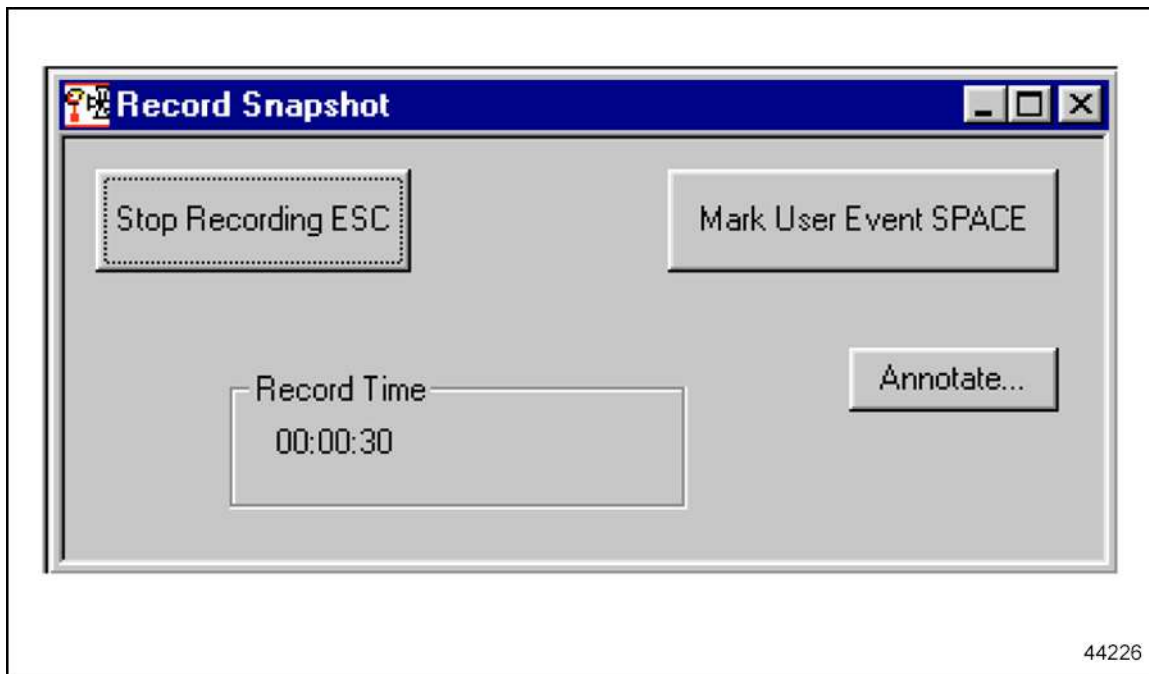 Record Snapshot
Stop Recording ESC
Mark User Event SPACE
Annotate...
Record Time
00:00:30
44226